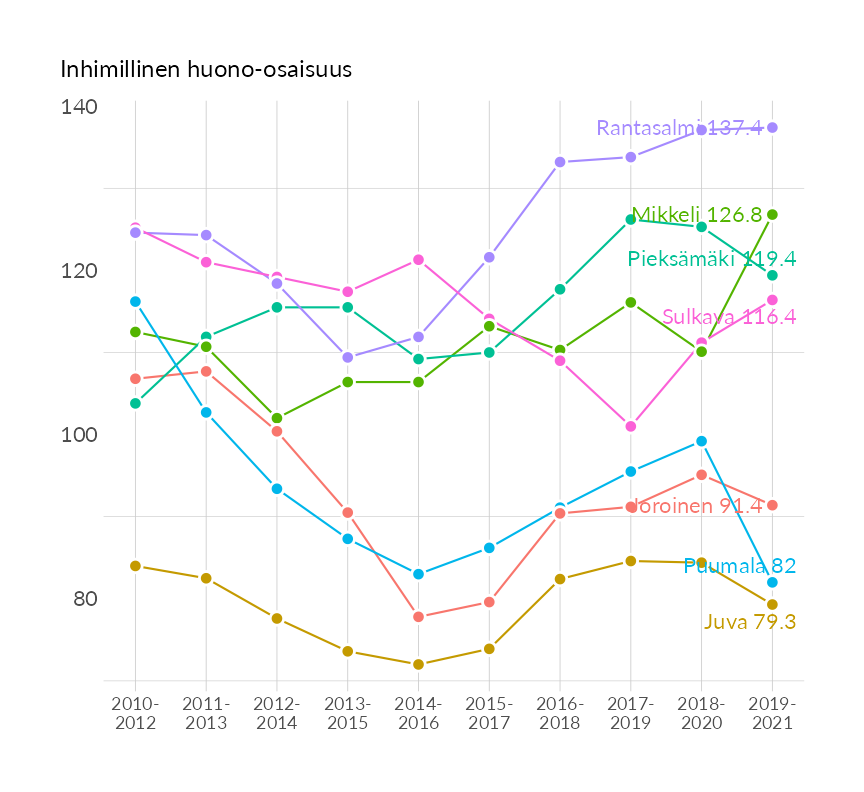 Inhimillinen huono-osaisuus
140
120
100
80
Rantasalmi 137.4
Mikkeli 126.8
Pieksämäki 119.4
Sulkava 116.4
Joroinen 91.4
Puumala 82
Juva 79.3
2010- 2011- 2012- 2013- 2014- 2015- 2016- 2017- 2018- 2019-
2012 2013 2014 2015 2016 2017 2018 2019 2020 2021